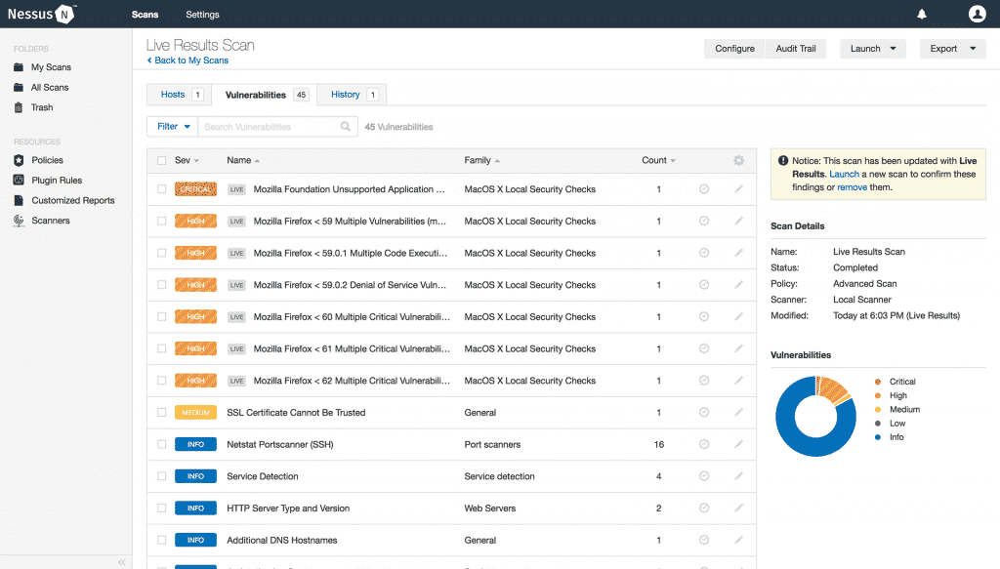 Nessus N ™
Scans
Settings
FOLDERS
My Scans
All Scans
Trash
RESOURCES
Policies
Plugin Rules
Customized Reports
Scanners
Live Results Scan
Back to My Scans
Configure
Audit Trail
Launch
Export
Hosts 1
Vulnerabilities 45
History 1
Filter
Search Vulnerabilities
45 Vulnerabilities
Sev Name Family Count
CRITICAL LIVE Mozilla Foundation Unsupported Application ... MacOS X Local Security Checks 1
HIGH LIVE Mozilla Firefox < 59 Multiple Vulnerabilities (m... MacOS X Local Security Checks 1
HIGH LIVE Mozilla Firefox < 59.0.1 Multiple Code Executi... MacOS X Local Security Checks 1
HIGH LIVE Mozilla Firefox < 59.0.2 Denial of Service Vuln... MacOS X Local Security Checks 1
HIGH LIVE Mozilla Firefox < 60 Multiple Critical Vulnerabili... MacOS X Local Security Checks 1
HIGH LIVE Mozilla Firefox < 61 Multiple Critical Vulnerabili... MacOS X Local Security Checks 1
HIGH LIVE Mozilla Firefox < 62 Multiple Critical Vulnerabili... MacOS X Local Security Checks 1
MEDIUM SSL Certificate Cannot Be Trusted General 1
INFO Netstat Portscanner (SSH) Port scanners 16
INFO Service Detection Service detection 4
INFO HTTP Server Type and Version Web Servers 2
INFO Additional DNS Hostnames General 1
Notice: This scan has been updated with Live
Results. Launch a new scan to confirm these
findings or remove them.
Scan Details
Name: Live Results Scan
Status: Completed
Policy: Advanced Scan
Scanner: Local Scanner
Modified: Today at 6:03 PM (Live Results)
Vulnerabilities
Critical
High
Medium
Low
Info